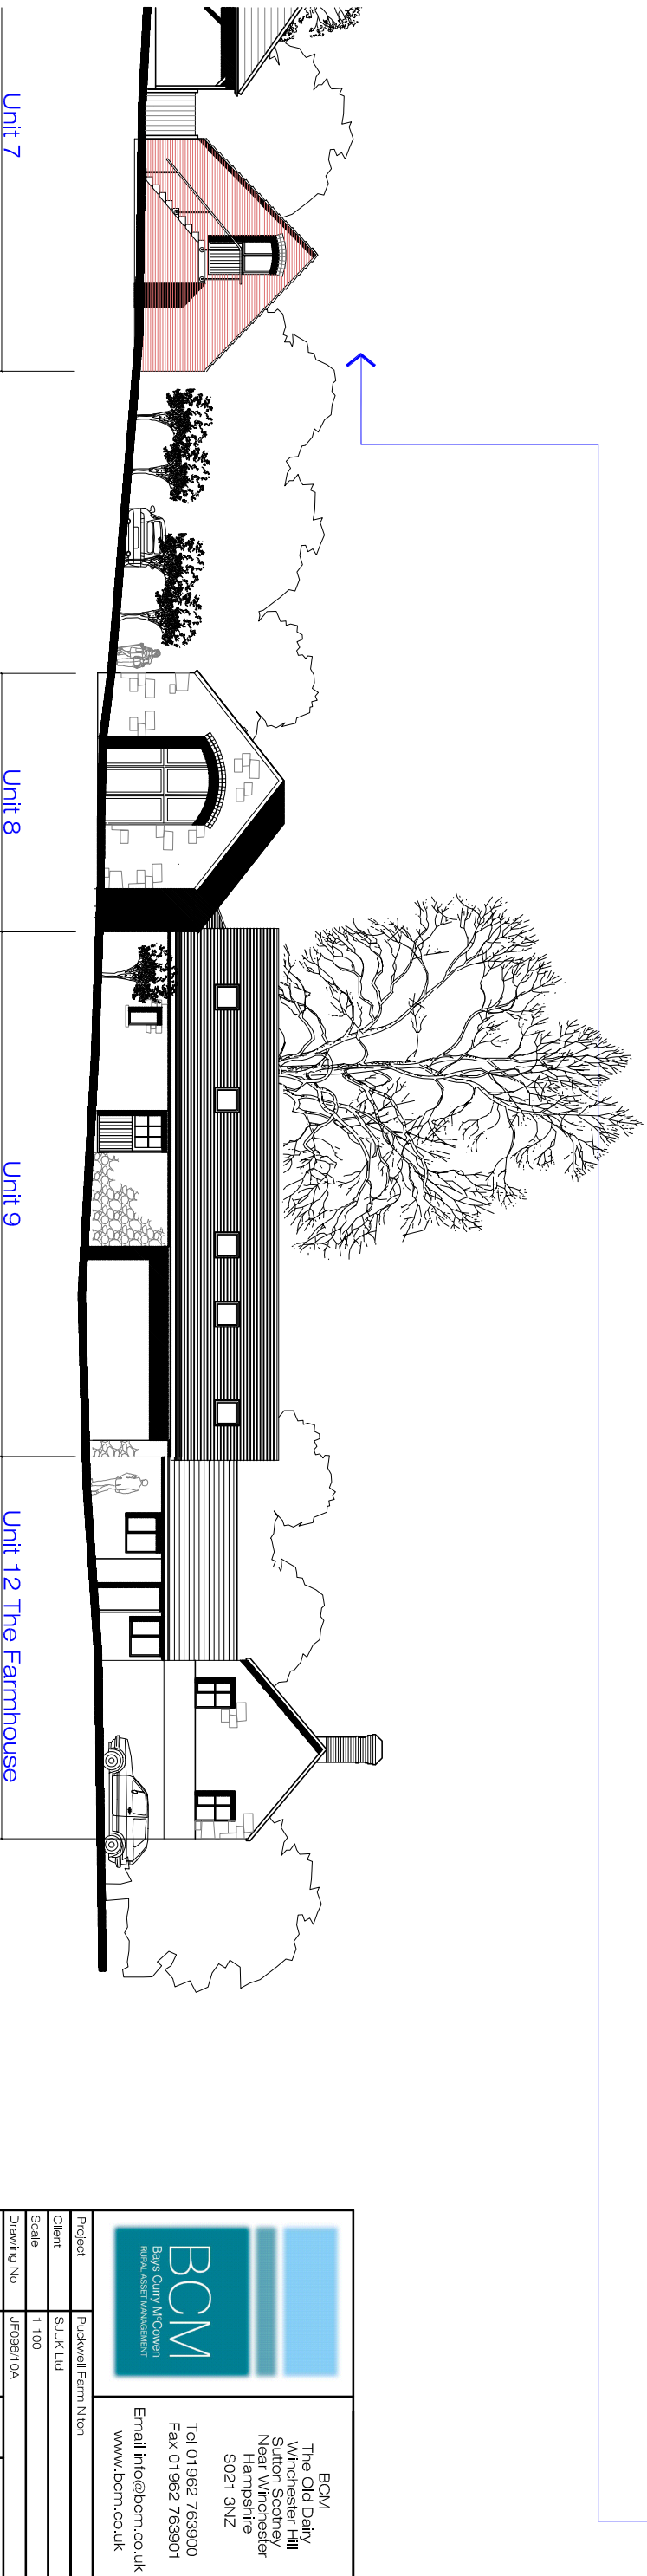 Unit 7
Unit 8
Unit 9
Unit 12 The Farmhouse
BCM
Bays Curry McCowen
RURAL ASSET MANAGEMENT
BCM
The Old Dairy
Winchester Hill
Sutton Scotney
Near Winchester
Hampshire
S021 3NZ
Tel 01962 763900
Fax 01962 763901
Email info@bcm.co.uk
www.bcm.co.uk
Project Puckwell Farm Niton
Client SJUK Ltd.
Scale 1:100
Drawing No JF096/10A